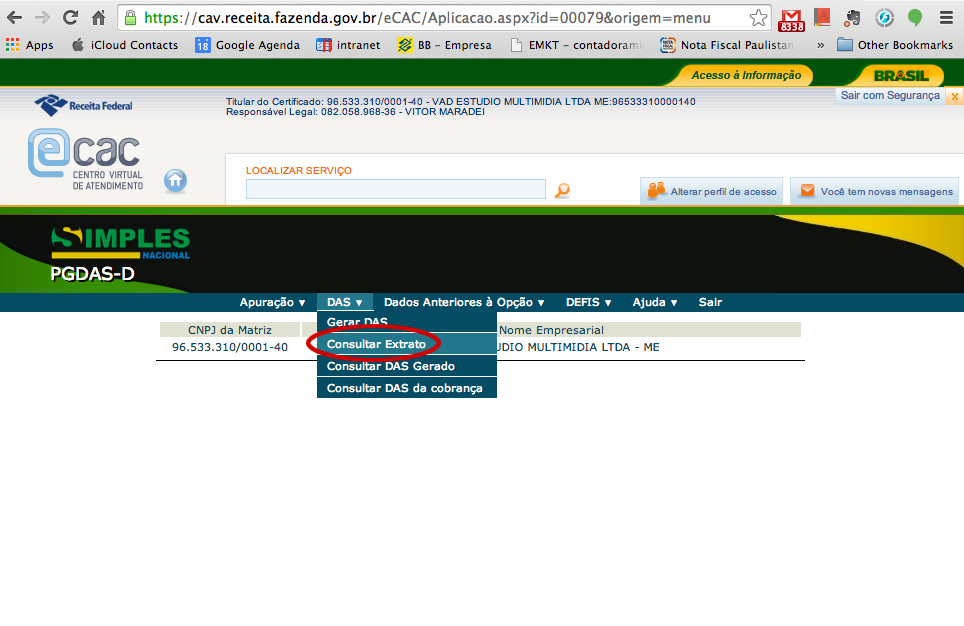 https://cav.receita.fazenda.gov.br/eCAC/Aplicacao.aspx?id=00079&origem=menu
8538
Apps iCloud Contacts 18 Google Agenda intranet BB – Empresa EMKT – contadorami Nota Fiscal Paulistan » Other Bookmarks
Acesso à Informação BRASIL
Receita Federal
Titular do Certificado: 96.533.310/0001-40 - VAD ESTUDIO MULTIMIDIA LTDA ME:96533310000140
Responsável Legal: 082.058.968-36 - VITOR MARADEI
Sair com Segurança x
eCAC
CENTRO VIRTUAL
DE ATENDIMENTO
LOCALIZAR SERVIÇO
Alterar perfil de acesso
Você tem novas mensagens
SIMPLES
NACIONAL
PGDAS-D
Apuração ▼ DAS ▼ Dados Anteriores à Opção ▼ DEFIS ▼ Ajuda ▼ Sair
Gerar DAS
Consultar Extrato
Consultar DAS Gerado
Consultar DAS da cobrança
CNPJ da Matriz Nome Empresarial
96.533.310/0001-40 UDIO MULTIMIDIA LTDA - ME